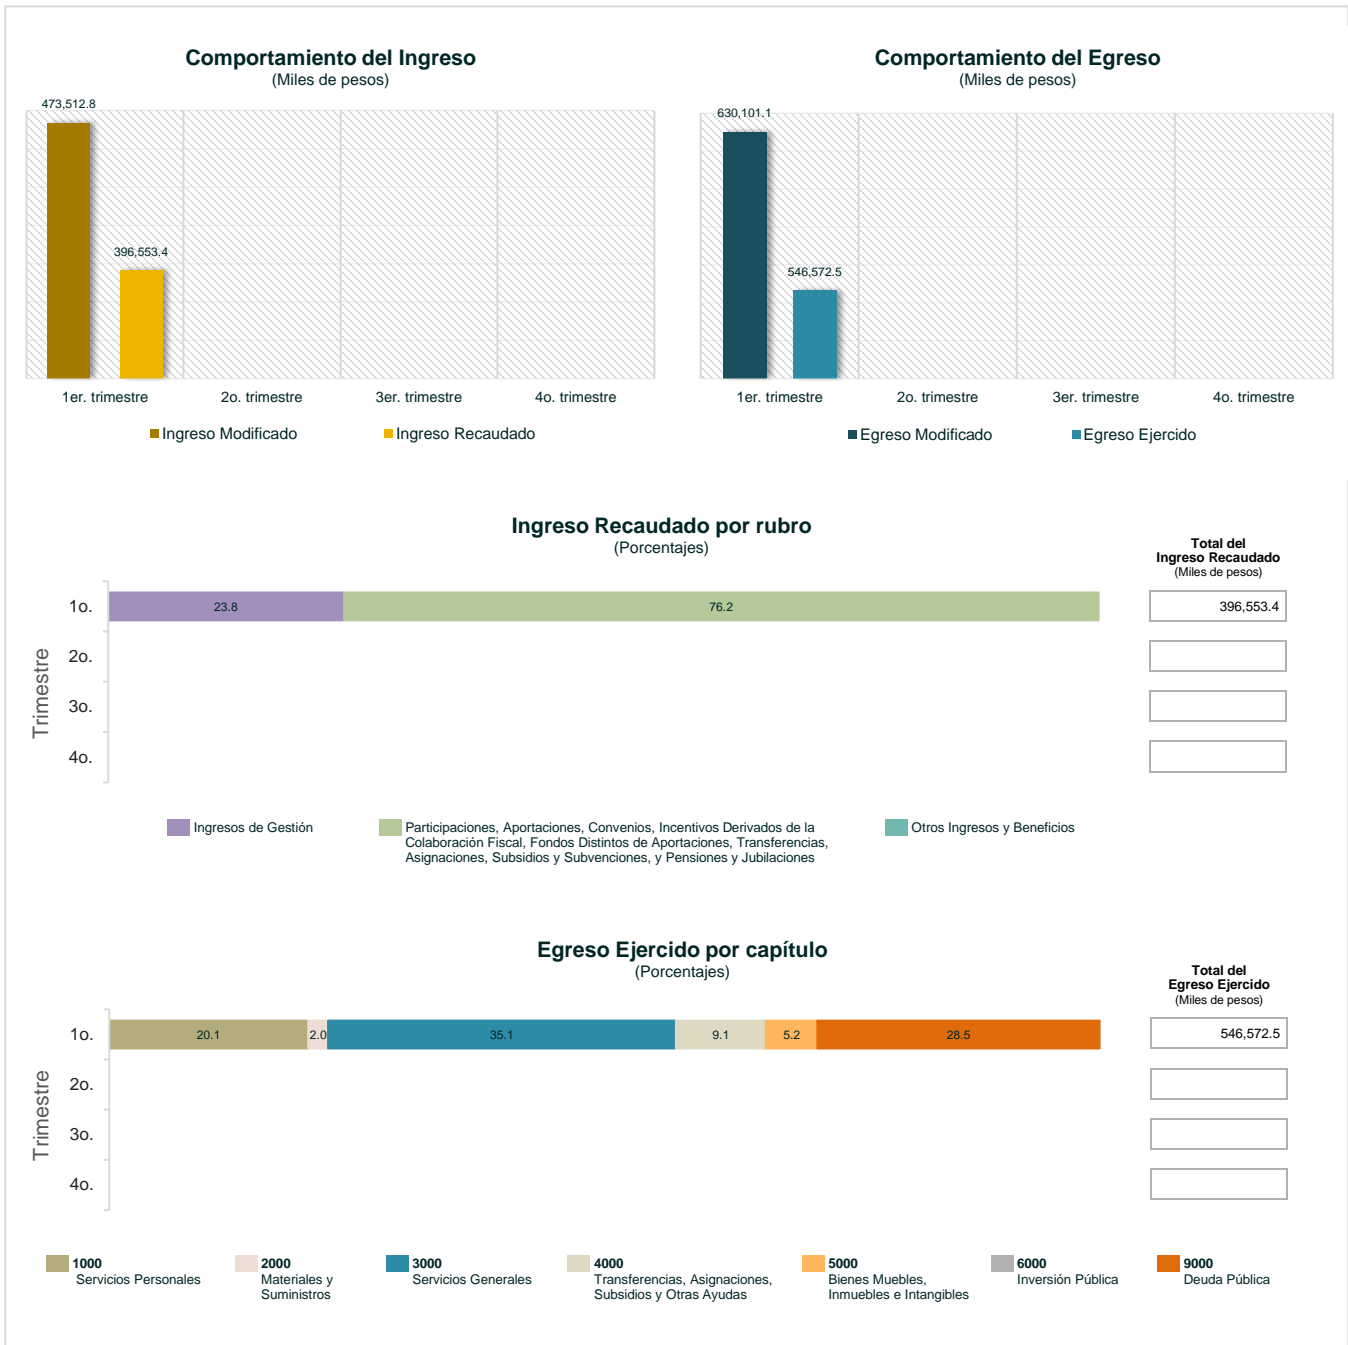 Comportamiento del Ingreso
(Miles de pesos)
473,512.8
396,553.4
1er. trimestre
2o. trimestre
3er. trimestre
4o. trimestre
Ingreso Modificado
Ingreso Recaudado
Comportamiento del Egreso
(Miles de pesos)
630,101.1
546,572.5
1er. trimestre
2o. trimestre
3er. trimestre
4o. trimestre
Egreso Modificado
Egreso Ejercido
Ingreso Recaudado por rubro
(Porcentajes)
Total del
Ingreso Recaudado
(Miles de pesos)
Trimestre
1o.
23.8
76.2
396,553.4
2o.
3o.
4o.
Ingresos de Gestión
Participaciones, Aportaciones, Convenios, Incentivos Derivados de la
Colaboración Fiscal, Fondos Distintos de Aportaciones, Transferencias,
Asignaciones, Subsidios y Subvenciones, y Pensiones y Jubilaciones
Otros Ingresos y Beneficios
Egreso Ejercido por capítulo
(Porcentajes)
Total del
Egreso Ejercido
(Miles de pesos)
Trimestre
1o.
20.1
2.0
35.1
9.1
5.2
28.5
546,572.5
2o.
3o.
4o.
1000
Servicios Personales
2000
Materiales y
Suministros
3000
Servicios Generales
4000
Transferencias, Asignaciones,
Subsidios y Otras Ayudas
5000
Bienes Muebles,
Inmuebles e Intangibles
6000
Inversión Pública
9000
Deuda Pública